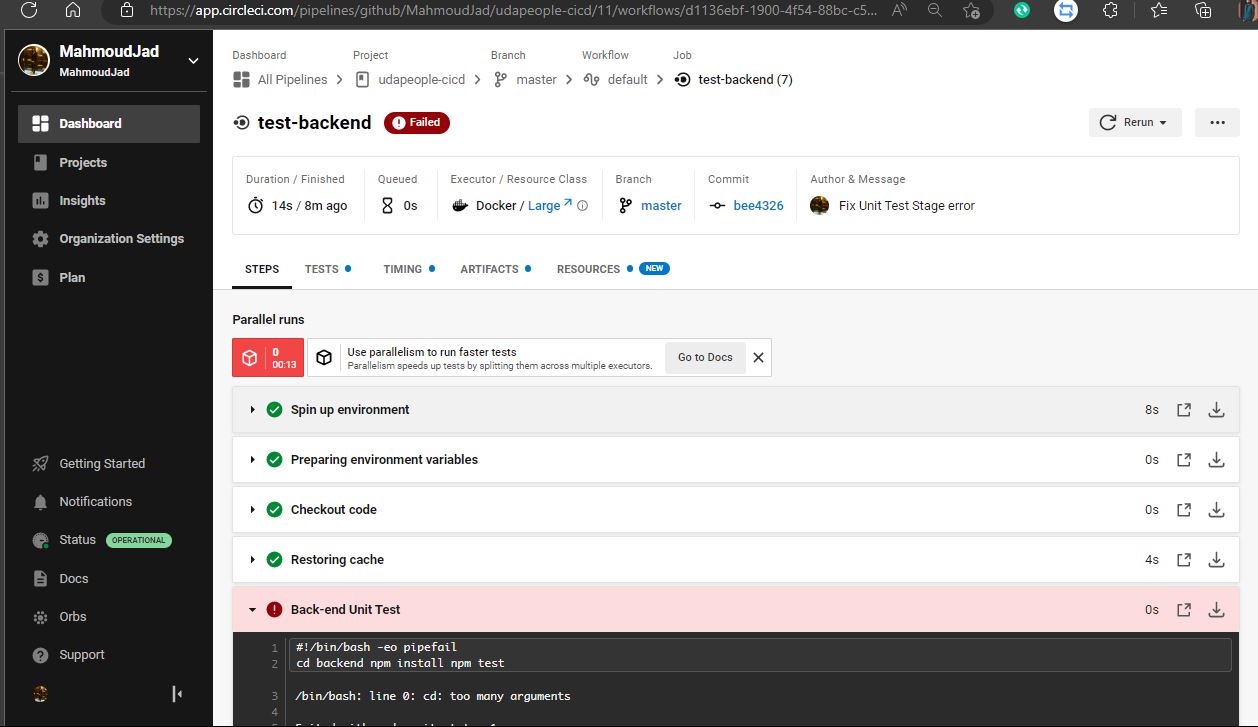 https://app.circleci.com/pipelines/github/MahmoudJad/udapeople-cicd/11/workflows/d1136ebf-1900-4f54-88bc-c5...
MahmoudJad
MahmoudJad
Dashboard
Projects
Insights
Organization Settings
Plan
Getting Started
Notifications
Status OPERATIONAL
Docs
Orbs
Support
Dashboard Project Branch Workflow Job
All Pipelines udapeople-cicd master default test-backend (7)
test-backend Failed
Rerun
Duration / Finished Queued Executor / Resource Class Branch Commit Author & Message
14s / 8m ago 0s Docker / Large master bee4326 Fix Unit Test Stage error
STEPS TESTS TIMING ARTIFACTS RESOURCES NEW
Parallel runs
0
00:13
Use parallelism to run faster tests
Parallelism speeds up tests by splitting them across multiple executors.
Go to Docs
Spin up environment 8s
Preparing environment variables 0s
Checkout code 0s
Restoring cache 4s
Back-end Unit Test 0s
1 #!/bin/bash -eo pipefail
2 cd backend npm install npm test
3 /bin/bash: line 0: cd: too many arguments
4